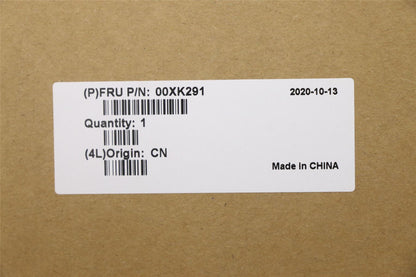 (P)FRU P/N: 00XK291
2020-10-13
Quantity: 1
(4L)Origin: CN
Made in CHINA